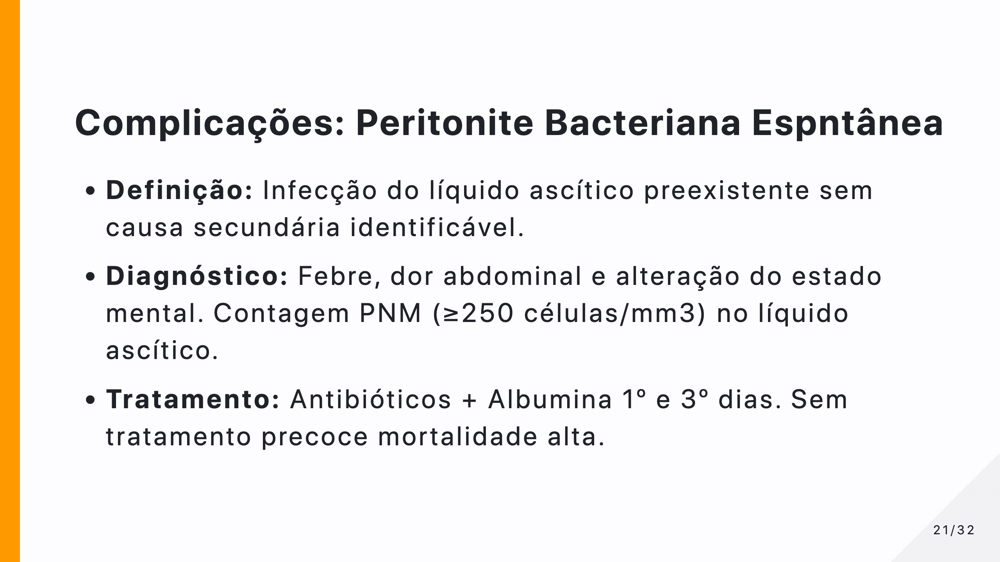 Complicações: Peritonite Bacteriana Espntânea
• Definição: Infecção do líquido ascítico preexistente sem
causa secundária identificável.
• Diagnóstico: Febre, dor abdominal e alteração do estado
mental. Contagem PNM (≥250 células/mm3) no líquido
ascítico.
• Tratamento: Antibióticos + Albumina 1º e 3º dias. Sem
tratamento precoce mortalidade alta.
21/32